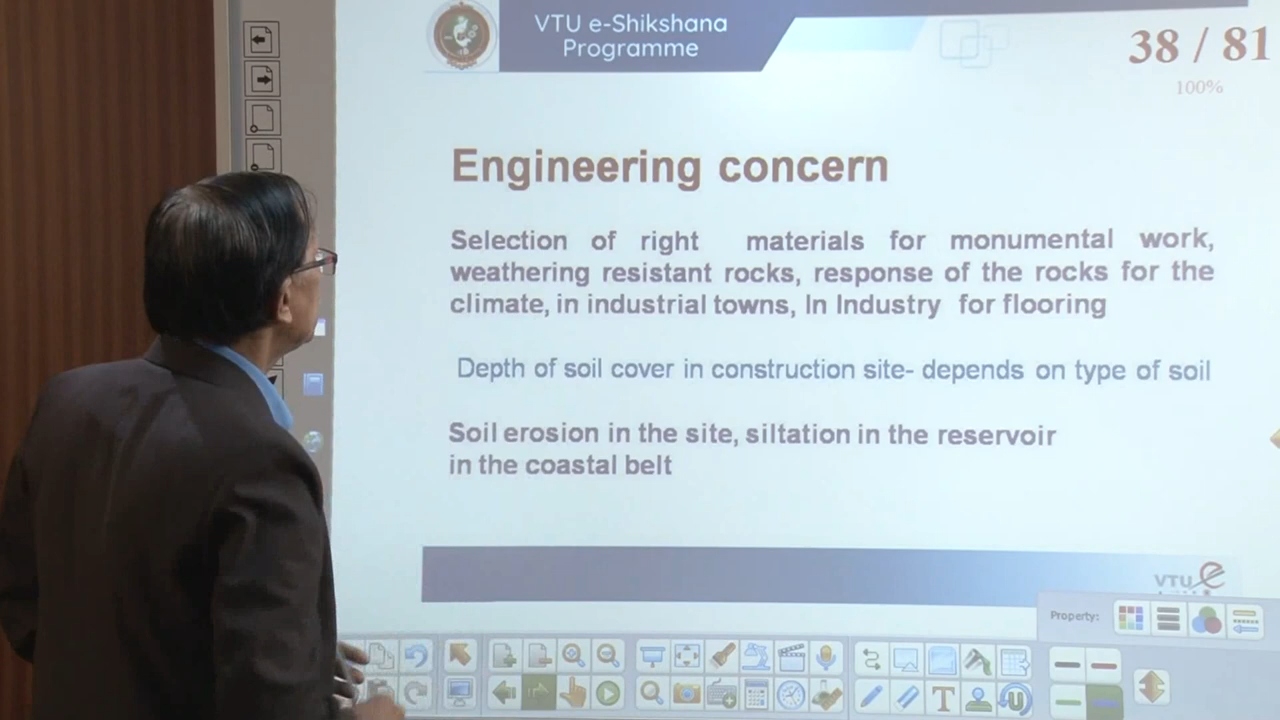 VTU e-Shikshana
Programme
38 / 81
100%
Engineering concern
Selection of right materials for monumental work,
weathering resistant rocks, response of the rocks for the
climate, in industrial towns, In Industry for flooring
Depth of soil cover in construction site- depends on type of soil
Soil erosion in the site, siltation in the reservoir
in the coastal belt
VTU e
Property:
T